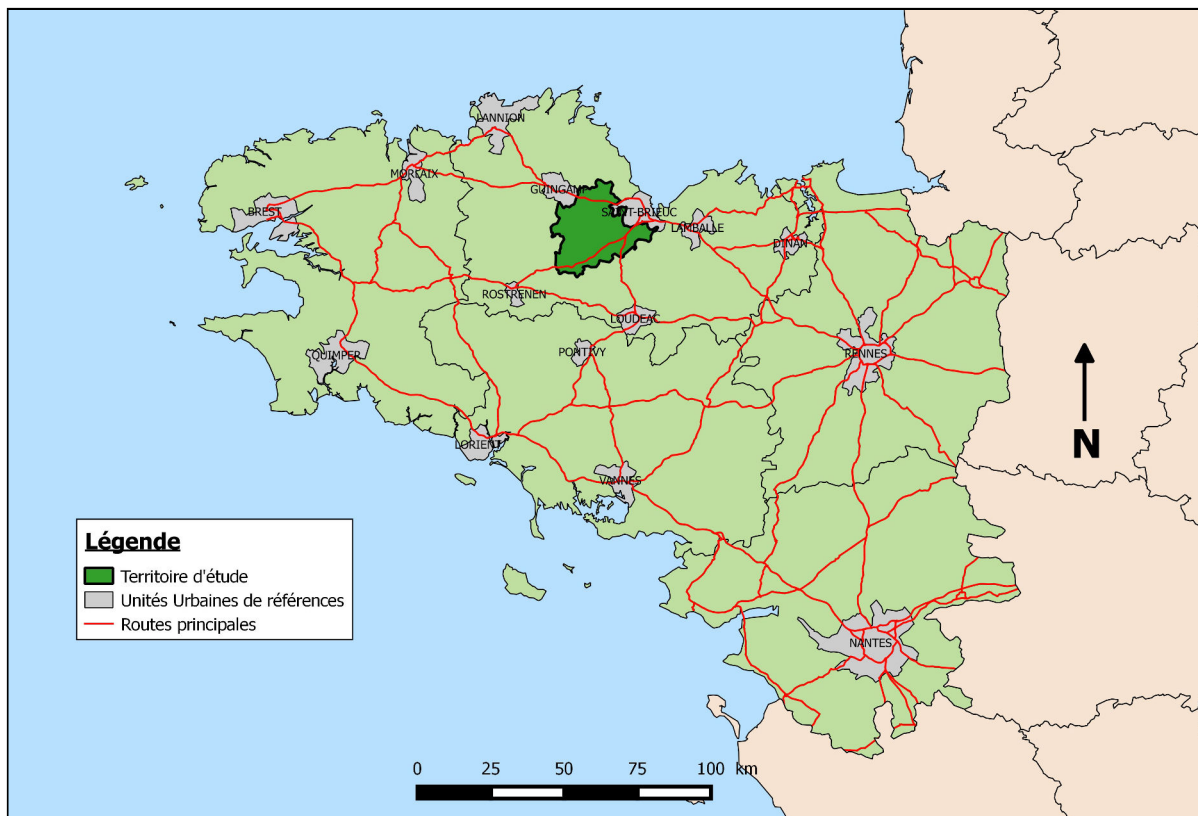 LANNION
MORLAIX
GUINGAMP
BREST
SAINT-BRIEUC
LAMBALLE
DINAN
ROSTRENEN
LOUDEAC
PONTIVY
QUIMPER
RENNES
LORIENT
VANNES
NANTES
N
Légende
Territoire d'étude
Unités Urbaines de références
Routes principales
0 25 50 75 100 km